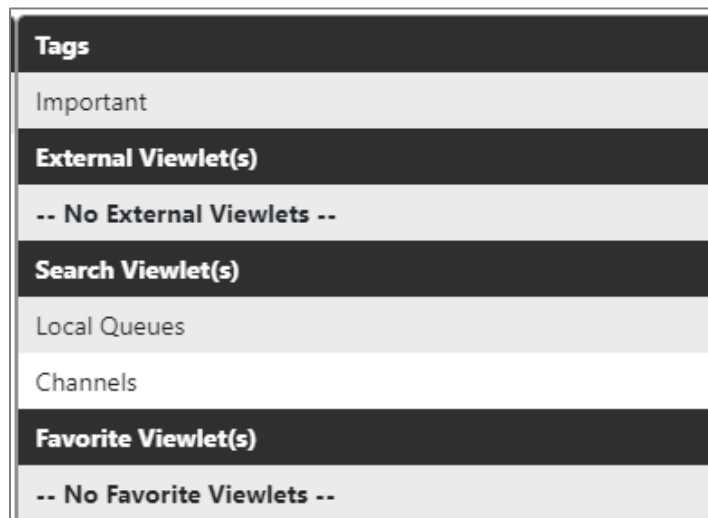 Tags
Important
External Viewlet(s)
-- No External Viewlets --
Search Viewlet(s)
Local Queues
Channels
Favorite Viewlet(s)
-- No Favorite Viewlets --